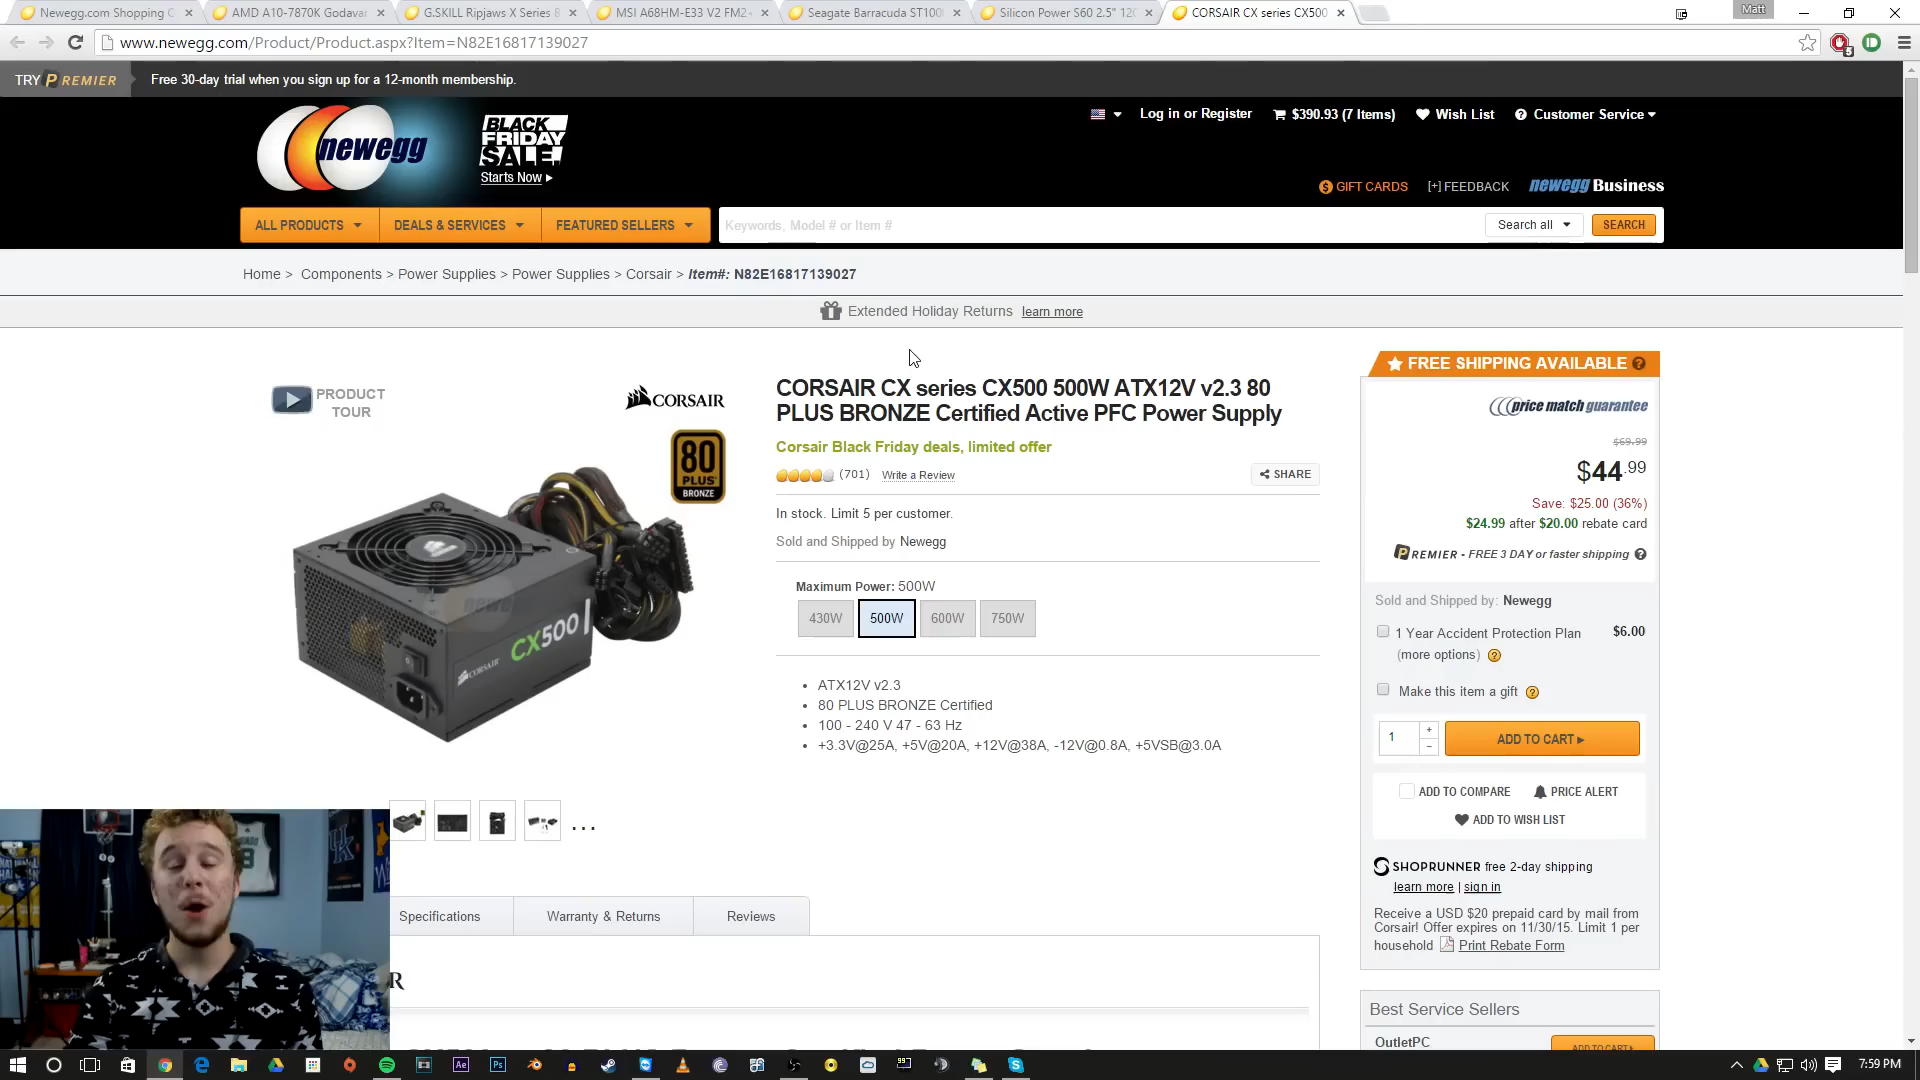 Newegg.com Shopping C
AMD A10-7870K Godavar
G.SKILL Ripjaws X Series 8
MSI A68HM-E33 V2 FM2+
Seagate Barracuda ST100
Silicon Power S60 2.5" 120
CORSAIR CX series CX500
Matt
www.newegg.com/Product/Product.aspx?Item=N82E16817139027
TRY PREMIER
Free 30-day trial when you sign up for a 12-month membership.
newegg
BLACK FRIDAY SALE
Starts Now
Log in or Register
$390.93 (7 Items)
Wish List
Customer Service
GIFT CARDS
[+] FEEDBACK
newegg Business
ALL PRODUCTS
DEALS & SERVICES
FEATURED SELLERS
Keywords, Model # or Item #
Search all
SEARCH
Home > Components > Power Supplies > Power Supplies > Corsair > Item#: N82E16817139027
Extended Holiday Returns learn more
PRODUCT TOUR
CORSAIR
80 PLUS BRONZE
CORSAIR CX500
CORSAIR CX series CX500 500W ATX12V v2.3 80
PLUS BRONZE Certified Active PFC Power Supply
Corsair Black Friday deals, limited offer
(701) Write a Review
SHARE
In stock. Limit 5 per customer.
Sold and Shipped by Newegg
Maximum Power: 500W
430W 500W 600W 750W
• ATX12V v2.3
• 80 PLUS BRONZE Certified
• 100 - 240 V 47 - 63 Hz
• +3.3V@25A, +5V@20A, +12V@38A, -12V@0.8A, +5VSB@3.0A
FREE SHIPPING AVAILABLE
price match guarantee
$69.99
$44.99
Save: $25.00 (36%)
$24.99 after $20.00 rebate card
PREMIER - FREE 3 DAY or faster shipping
Sold and Shipped by: Newegg
1 Year Accident Protection Plan $6.00
(more options)
Make this item a gift
1
+
−
ADD TO CART
ADD TO COMPARE
PRICE ALERT
ADD TO WISH LIST
SHOPRUNNER free 2-day shipping
learn more | sign in
Receive a USD $20 prepaid card by mail from
Corsair! Offer expires on 11/30/15. Limit 1 per
household Print Rebate Form
Best Service Sellers
OutletPC
ADD TO CART
...
Specifications
Warranty & Returns
Reviews
R
7:59 PM